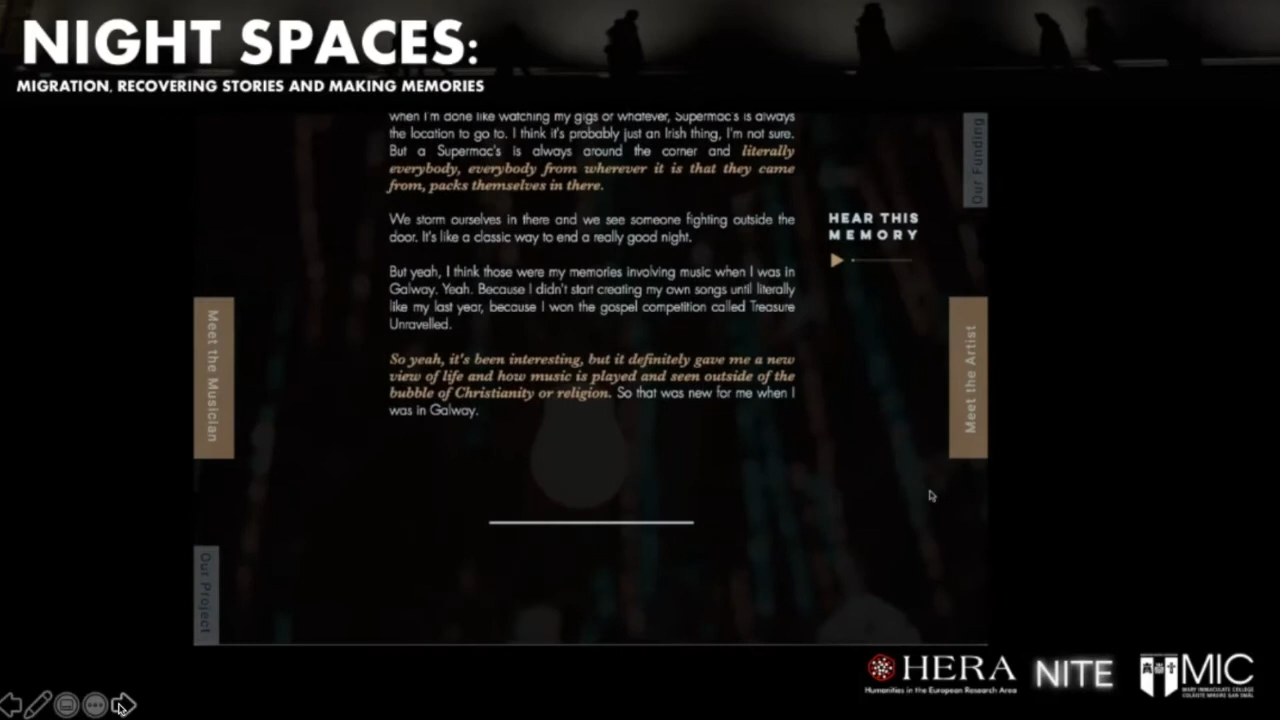 NIGHT SPACES:
MIGRATION, RECOVERING STORIES AND MAKING MEMORIES
when I'm done like watching my gigs or whatever, Supermac's is always
the location to go to. I think it's probably just an Irish thing, I'm not sure.
But a Supermac's is always around the corner and literally
everybody, everybody from wherever it is that they came
from, packs themselves in there.
We storm ourselves in there and we see someone fighting outside the
door. It's like a classic way to end a really good night.
But yeah, I think those were my memories involving music when I was in
Galway. Yeah. Because I didn't start creating my own songs until literally
like my last year, because I won the gospel competition called Treasure
Unravelled.
So yeah, it's been interesting, but it definitely gave me a new
view of life and how music is played and seen outside of the
bubble of Christianity or religion. So that was new for me when I
was in Galway.
HEAR THIS
MEMORY
Our Funding
Meet the Musician
Meet the Artist
Our Project
HERA
Humanities in the European Research Area
NITE
MIC
MARY IMMACULATE COLLEGE
COLÁISTE MHUIRE GAN SMÁL